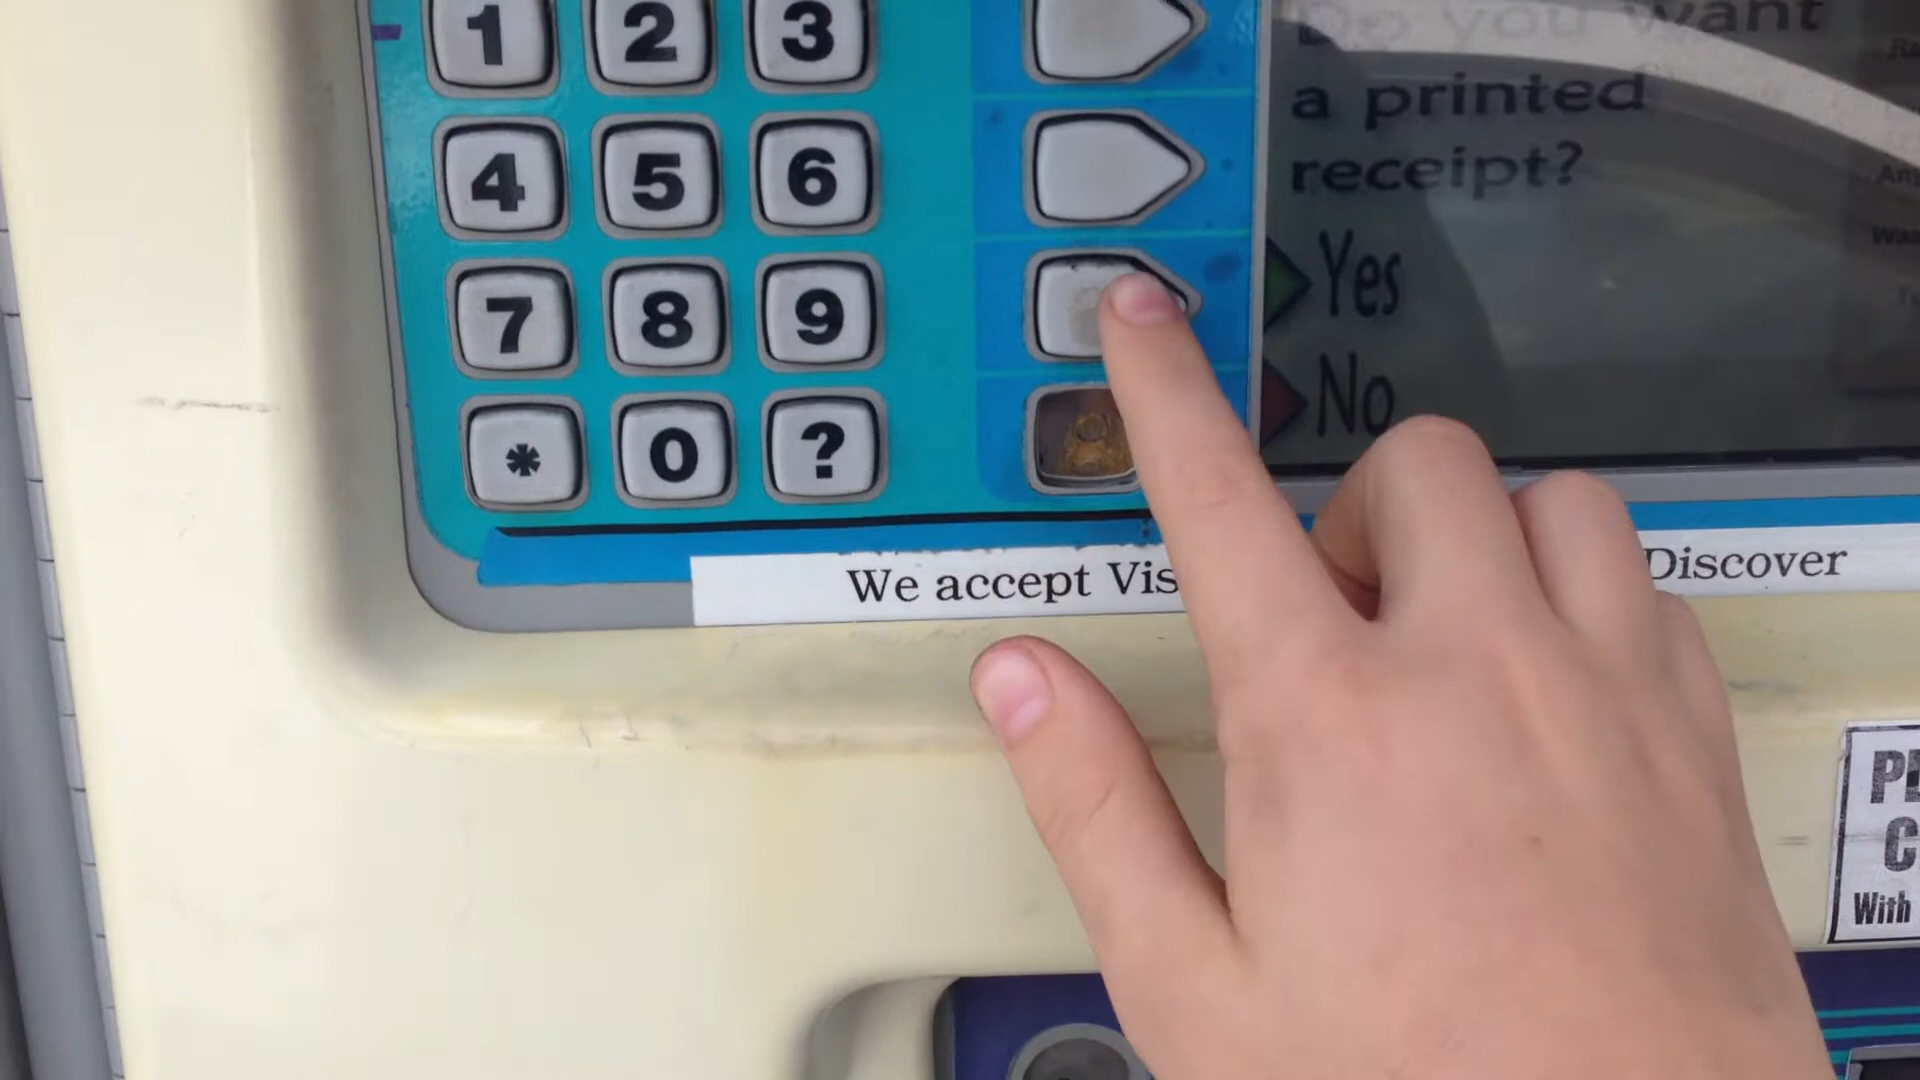 1 2 3
4 5 6
7 8 9
* 0 ?
Do you want
a printed
receipt?
Yes
No
We accept Vis
Discover
C
With